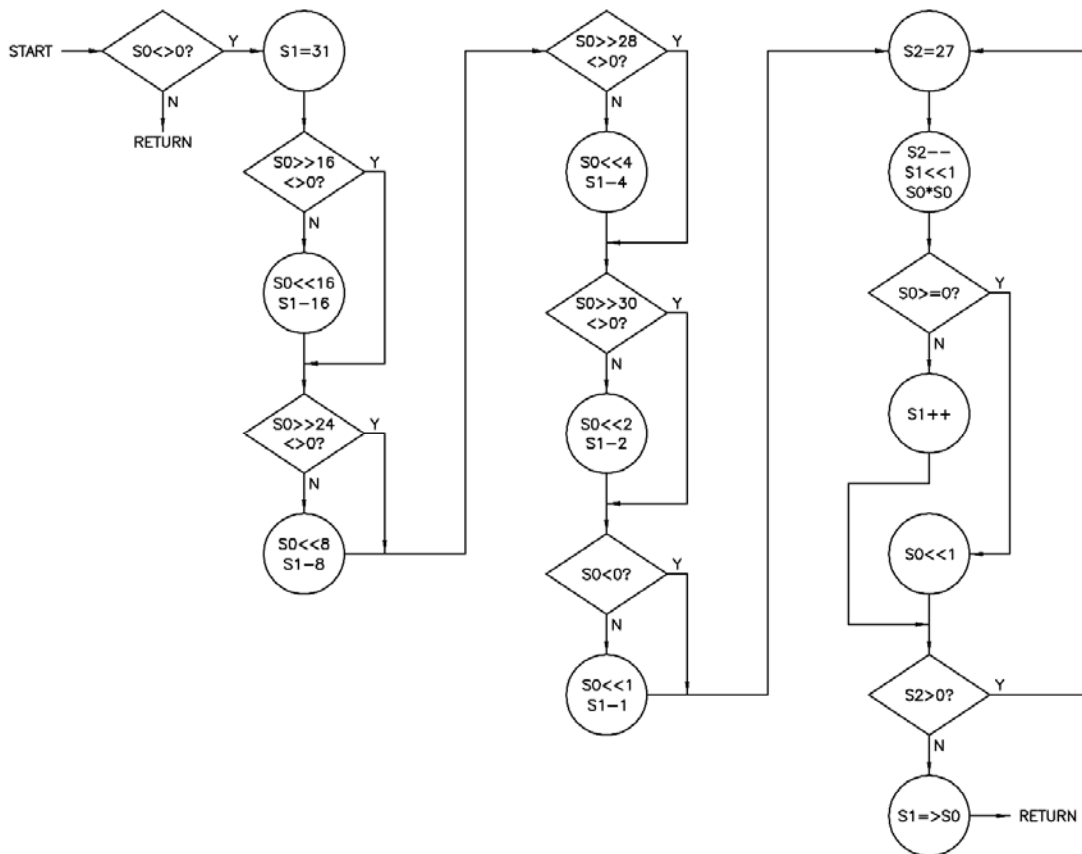 START
S0<>0?
Y
N
RETURN
S1=31
S0>>16
<>0?
Y
N
S0<<16
S1-16
S0>>24
<>0?
Y
N
S0<<8
S1-8
S0>>28
<>0?
Y
N
S0<<4
S1-4
S0>>30
<>0?
Y
N
S0<<2
S1-2
S0<0?
Y
N
S0<<1
S1-1
S2=27
S2--
S1<<1
S0*S0
S0>=0?
Y
N
S1++
S0<<1
S2>0?
Y
N
S1=>S0
RETURN